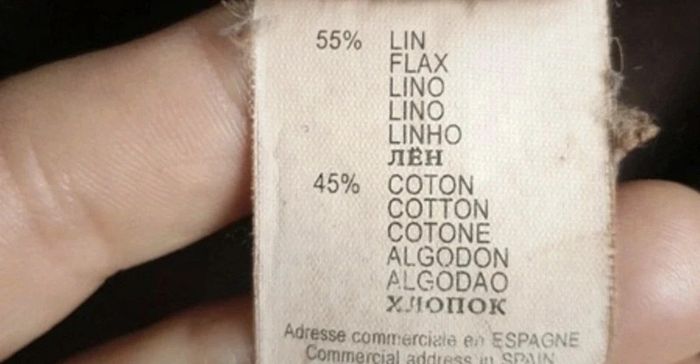 55% LIN
FLAX
LINO
LINO
LINHO
ЛЁН
45% COTON
COTTON
COTONE
ALGODON
ALGODAO
ХЛОПОК
Adresse commerciale en ESPAGNE
Commercial address in SPAIN